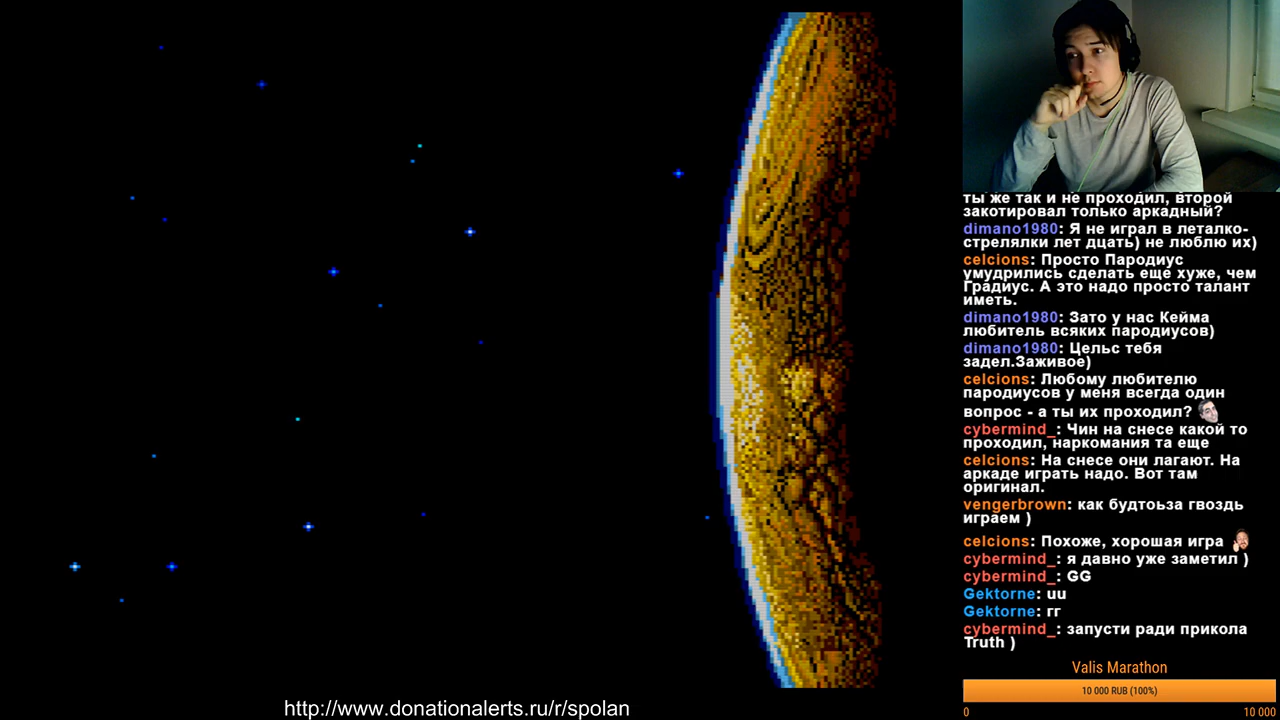 ты же так и не проходил, второй
закотировал только аркадный?
dimano1980: Я не играл в леталко-
стрелялки лет дцать) не люблю их)
celcions: Просто Пародиус
умудрились сделать еще хуже, чем
Градиус. А это надо просто талант
иметь.
dimano1980: Зато у нас Кейма
любитель всяких пародиусов)
dimano1980: Цельс тебя
задел.Заживое)
celcions: Любому любителю
пародиусов у меня всегда один
вопрос - а ты их проходил?
cybermind_: Чин на снесе какой то
проходил, наркомания та еще
celcions: На снесе они лагают. На
аркаде играть надо. Вот там
оригинал.
vengerbrown: как будтоьза гвоздь
играем )
celcions: Похоже, хорошая игра
cybermind_: я давно уже заметил )
cybermind_: GG
Gektorne: uu
Gektorne: гг
cybermind_: запусти ради прикола
Truth )
Valis Marathon
10 000 RUB (100%)
0 10 000
http://www.donationalerts.ru/r/spolan